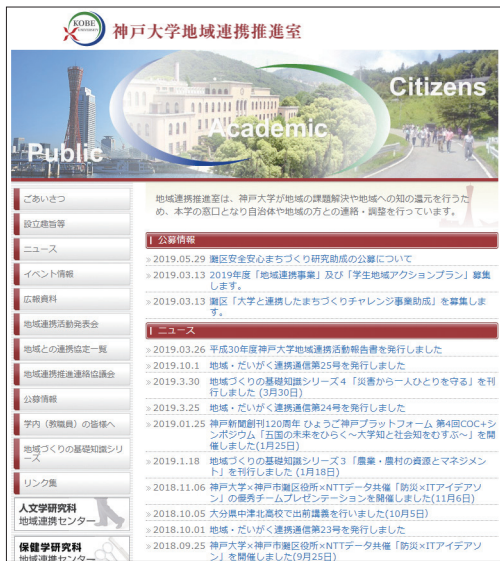 KOBE
UNIVERSITY
神戸大学地域連携推進室
Citizens
Academic
Public
ごあいさつ
設立趣旨等
ニュース
イベント情報
広報資料
地域連携活動発表会
地域との連携協定一覧
地域連携推進連絡協議会
公募情報
学内(教職員)の皆様へ
地域づくりの基礎知識シリ
ーズ
リンク集
人文学研究科
地域連携センター
保健学研究科
地域連携センター
地域連携推進室は、神戸大学が地域の課題解決や地域への知の還元を行うた
め、本学の窓口となり自治体や地域の方との連絡・調整を行っています。
公募情報
» 2019.05.29 灘区安全安心まちづくり研究助成の公募について
» 2019.03.13 2019年度「地域連携事業」及び「学生地域アクションプラン」募集
します。
» 2019.03.13 灘区「大学と連携したまちづくりチャレンジ事業助成」を募集しま
す。
ニュース
» 2019.03.26 平成30年度神戸大学地域連携活動報告書を発行しました
» 2019.10.1 地域・だいがく連携通信第25号を発行しました
» 2019.3.30 地域づくりの基礎知識シリーズ4「災害から一人ひとりを守る」を刊
行しました (3月30日)
» 2019.3.25 地域・だいがく連携通信第24号を発行しました
» 2019.01.25 神戸新聞創刊120周年 ひょうご神戸プラットフォーム 第4回COC+シ
ンポジウム「五国の未来をひらく~大学知と社会知をむすぶ~」を開
催しました(1月25日)
» 2019.1.18 地域づくりの基礎知識シリーズ3「農業・農村の資源とマネジメン
ト」を刊行しました (1月18日)
» 2018.11.06 神戸大学×神戸市灘区役所×NTTデータ共催「防災×ITアイデアソ
ン」の優秀チームプレゼンテーションを開催しました(11月6日)
» 2018.10.05 大分県中津北高校で出前講義を行いました(10月5日)
» 2018.10.01 地域・だいがく連携通信第23号を発行しました
» 2018.09.25 神戸大学×神戸市灘区役所×NTTデータ共催「防災×ITアイデアソ
ン」を開催しました(9月25日)